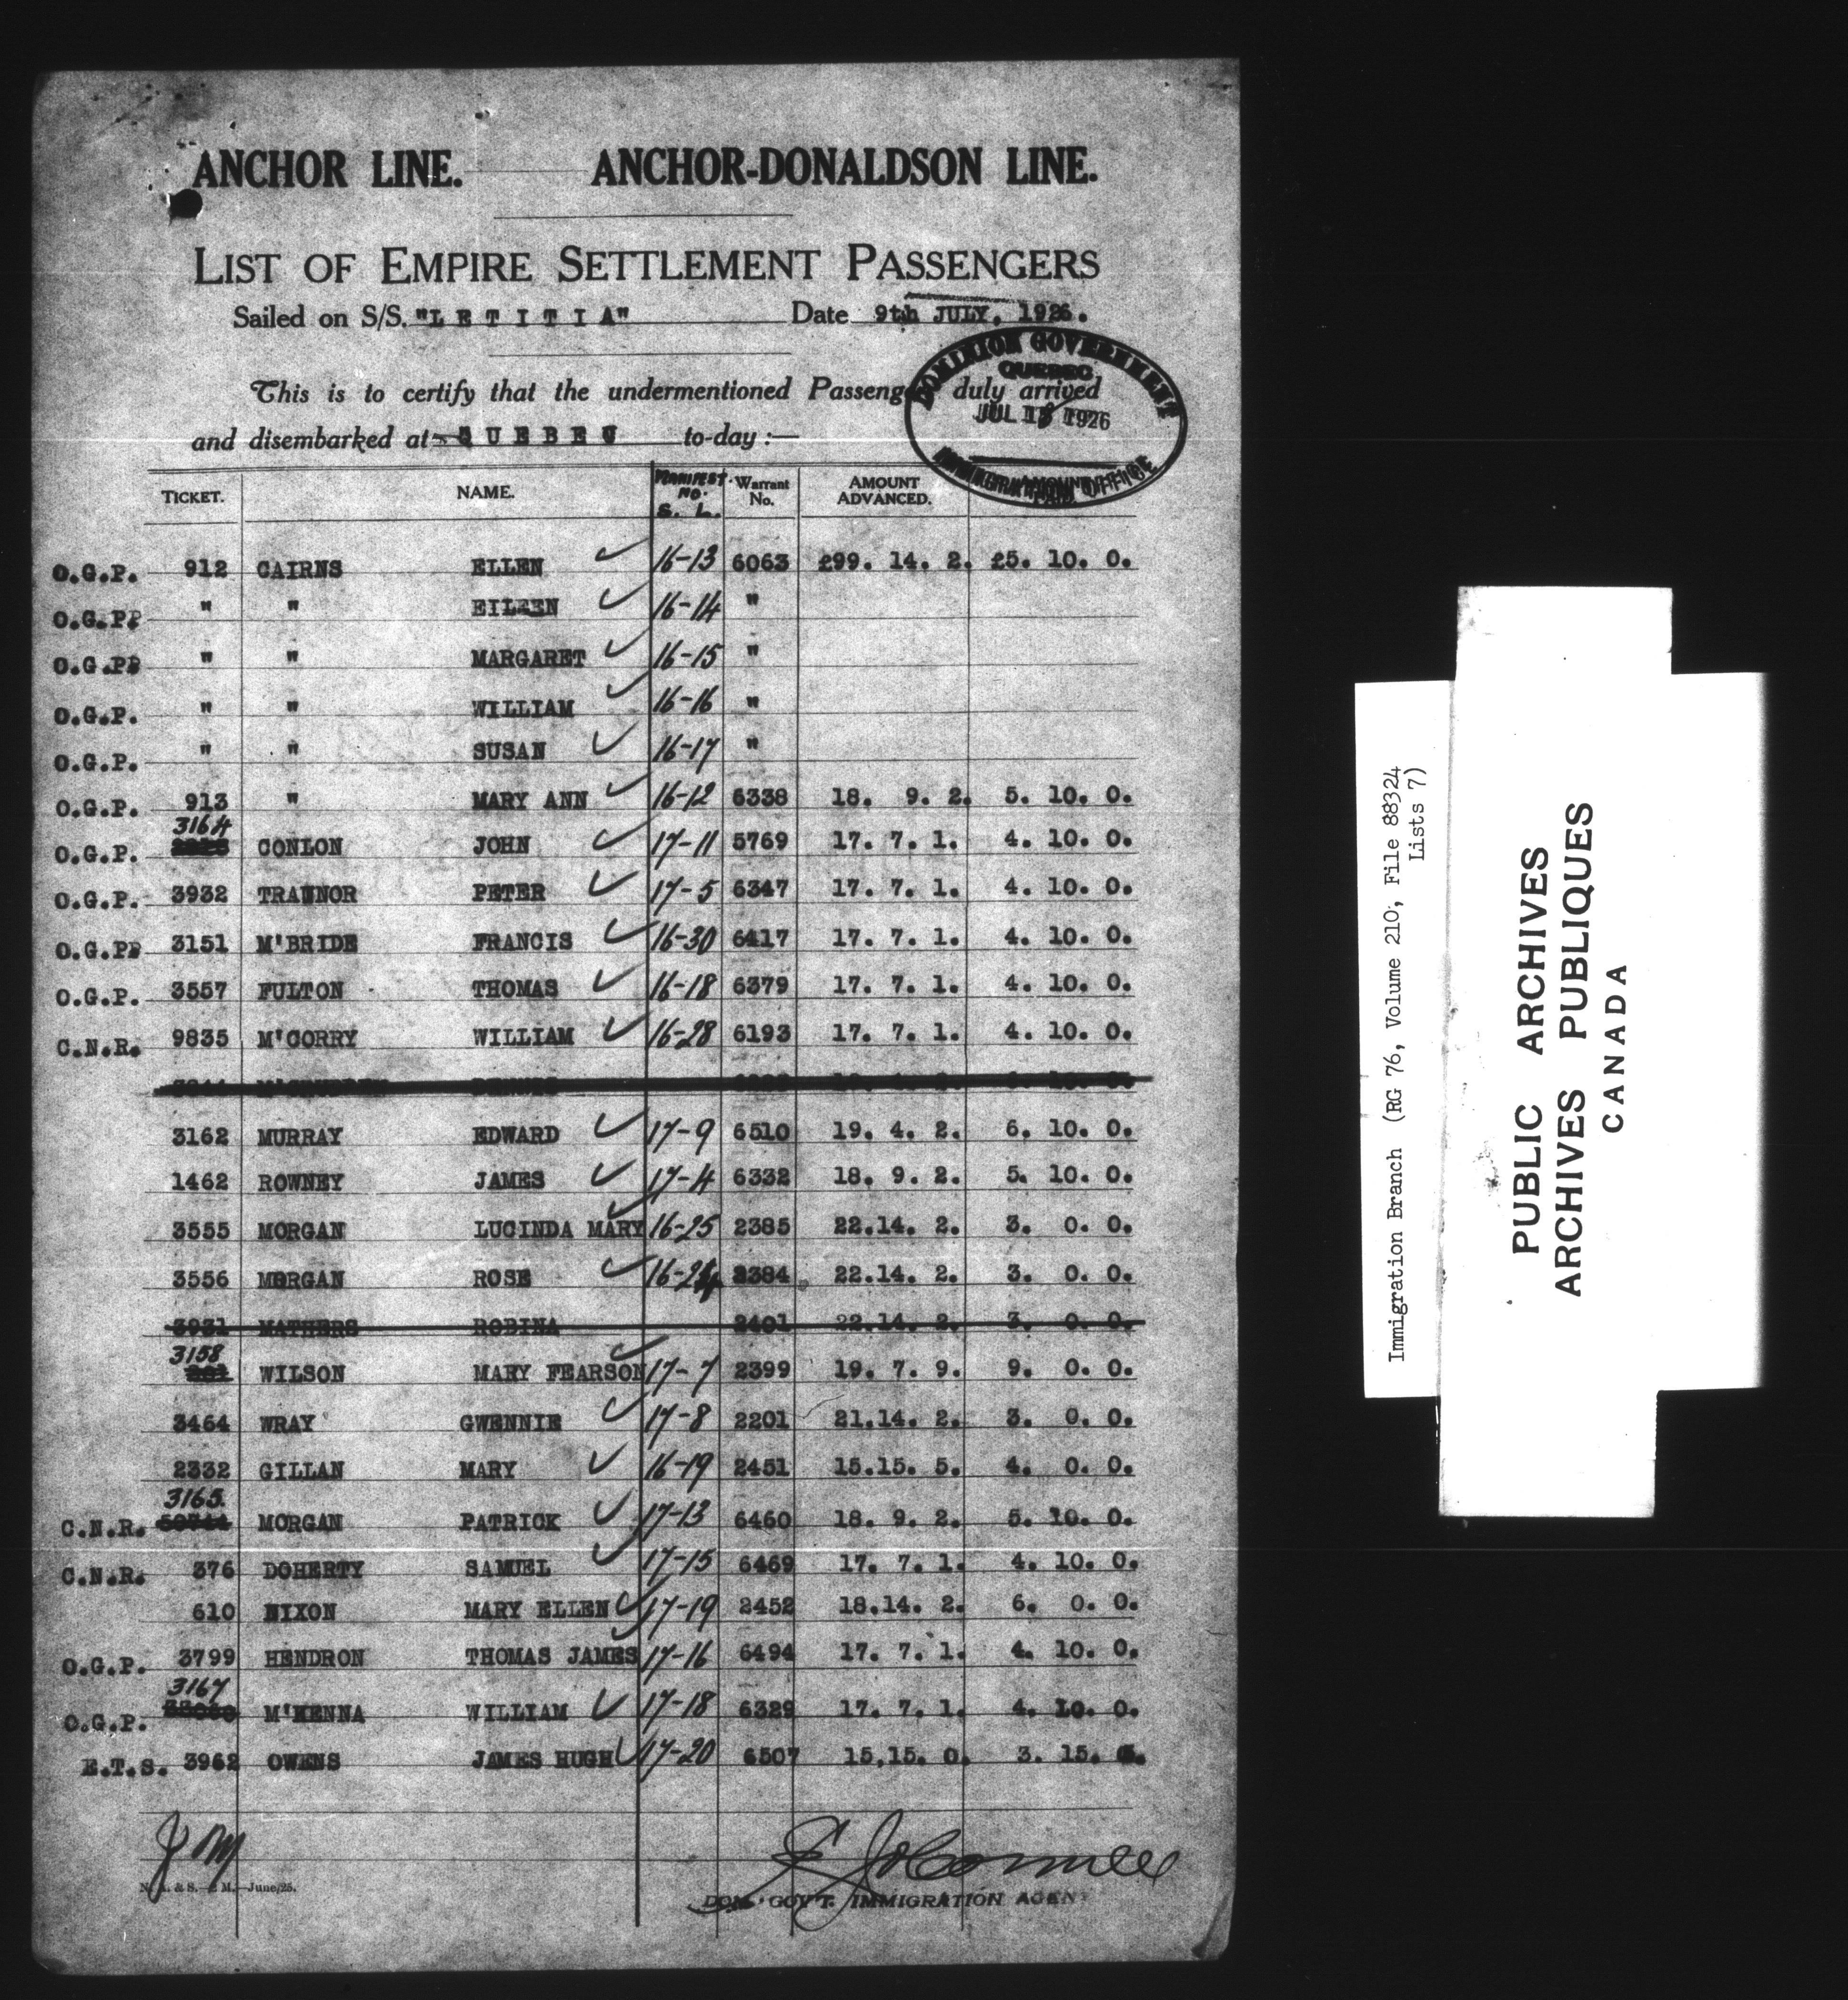 ANCHOR LINE. ANCHOR-DONALDSON LINE.
LIST OF EMPIRE SETTLEMENT PASSENGERS
Sailed on S/S. "LETITIA" Date 9th JULY, 1926.
This is to certify that the undermentioned Passenge duly arrived
and disembarked at QUEBEC to-day :—
DOMINION GOVERNMENT
QUEBEC
JUL 18 1926
IMMIGRATION OFFICE
TICKET. NAME. MANIFEST NO. S. L. Warrant No. AMOUNT ADVANCED. AMOUNT
O.G.P. 912 CAIRNS ELLEN 16-13 6063 £99. 14. 2. £5. 10. 0.
O.G.PP " " EILEEN 16-14 "
O.G.PP " " MARGARET 16-15 "
O.G.P. " " WILLIAM 16-16 "
O.G.P. " " SUSAN 16-17 "
O.G.P. 913 " MARY ANN 16-12 6338 18. 9. 2. 5. 10. 0.
O.G.P. 3164 CONLON JOHN 17-11 5769 17. 7. 1. 4. 10. 0.
O.G.P. 3932 TRAINOR PETER 17-5 6347 17. 7. 1. 4. 10. 0.
O.G.PP 3151 M'BRIDE FRANCIS 16-30 6417 17. 7. 1. 4. 10. 0.
O.G.P. 3557 FULTON THOMAS 16-18 6379 17. 7. 1. 4. 10. 0.
C.N.R. 9835 M'CORRY WILLIAM 16-28 6193 17. 7. 1. 4. 10. 0.
3162 MURRAY EDWARD 17-9 6510 19. 4. 2. 6. 10. 0.
1462 ROWNEY JAMES 17-4 6332 18. 9. 2. 5. 10. 0.
3555 MORGAN LUCINDA MARY 16-25 2385 22.14. 2. 3. 0. 0.
3556 MORGAN ROSE 16-24 2384 22.14. 2. 3. 0. 0.
3931 MATHERS ROBINA 2401 22.14. 2. 3. 0. 0.
3158 WILSON MARY FEARSON 17-7 2399 19. 7. 9. 9. 0. 0.
3464 WRAY GWENNIE 17-8 2201 21.14. 2. 3. 0. 0.
2332 GILLAN MARY 16-19 2451 15.15. 5. 4. 0. 0.
C.N.R. 3165. MORGAN PATRICK 17-13 6460 18. 9. 2. 5. 10. 0.
C.N.R. 376 DOHERTY SAMUEL 17-15 6469 17. 7. 1. 4. 10. 0.
610 NIXON MARY ELLEN 17-19 2452 18.14. 2. 6. 0. 0.
O.G.P. 3799 HENDRON THOMAS JAMES 17-16 6494 17. 7. 1. 4. 10. 0.
O.G.P. 3167 M'KENNA WILLIAM 17-18 6329 17. 7. 1. 4. 10. 0.
E.T.S. 3962 OWENS JAMES HUGH 17-20 6507 15.15. 0. 3. 15.
DOM. GOV'T. IMMIGRATION AGENT
M.—June/25.
Immigration Branch (RG 76, Volume 210, File 88324
Lists 7)
PUBLIC ARCHIVES
ARCHIVES PUBLIQUES
CANADA